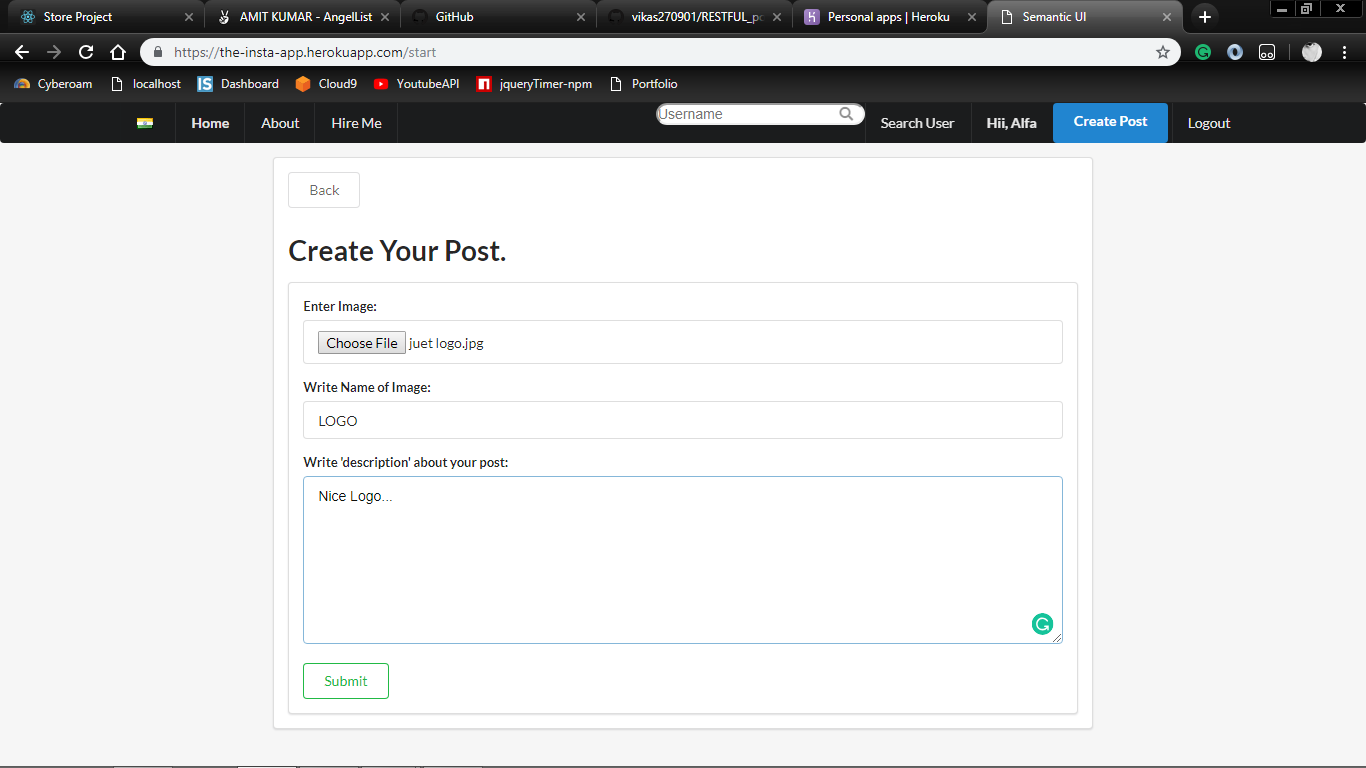 Store Project
AMIT KUMAR - AngelList
GitHub
vikas270901/RESTFUL_po
Personal apps | Heroku
Semantic UI
https://the-insta-app.herokuapp.com/start
Cyberoam
localhost
Dashboard
Cloud9
YoutubeAPI
jqueryTimer-npm
Portfolio
Home
About
Hire Me
Username
Search User
Hii, Alfa
Create Post
Logout
Back
Create Your Post.
Enter Image:
Choose File juet logo.jpg
Write Name of Image:
LOGO
Write 'description' about your post:
Nice Logo...
Submit